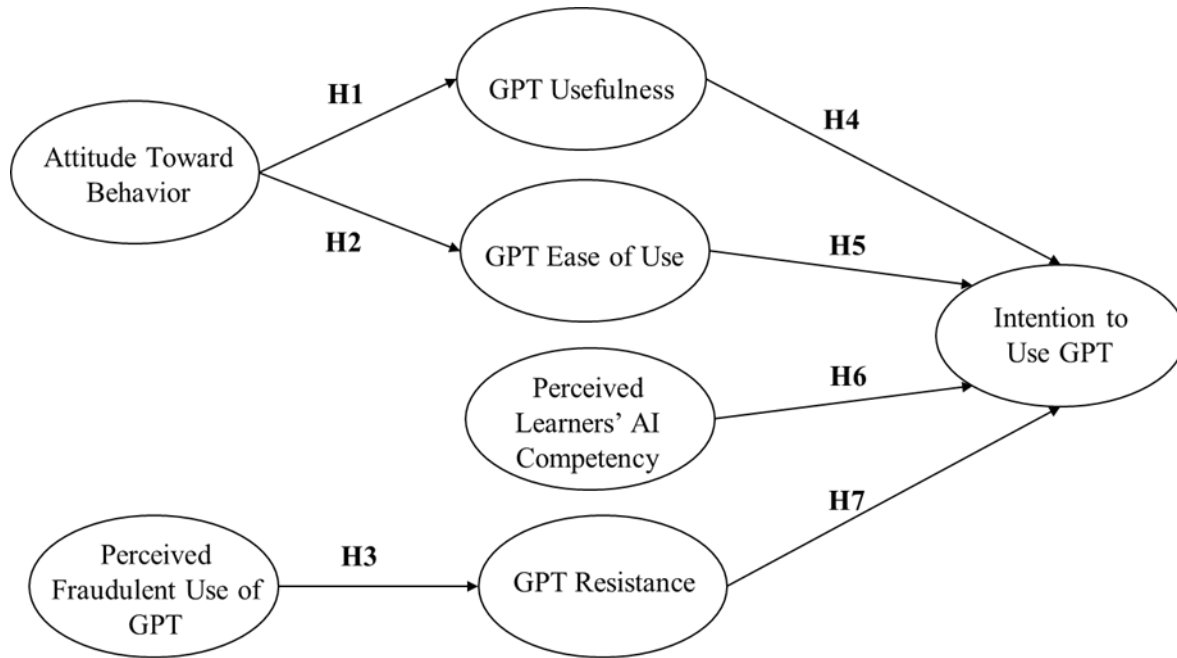 H1
GPT Usefulness
H4
Attitude Toward
Behavior
H2
GPT Ease of Use
H5
Intention to
Use GPT
Perceived
Learners’ AI
Competency
H6
H7
Perceived
Fraudulent Use of
GPT
H3
GPT Resistance